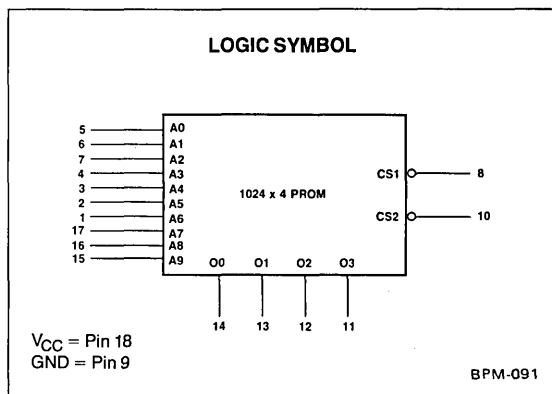 LOGIC SYMBOL
5 A0
6 A1
7 A2
4 A3
3 A4
2 A5
1 A6
17 A7
16 A8
15 A9
1024 x 4 PROM
CS1 8
CS2 10
O0 O1 O2 O3
14 13 12 11
VCC = Pin 18
GND = Pin 9
BPM-091